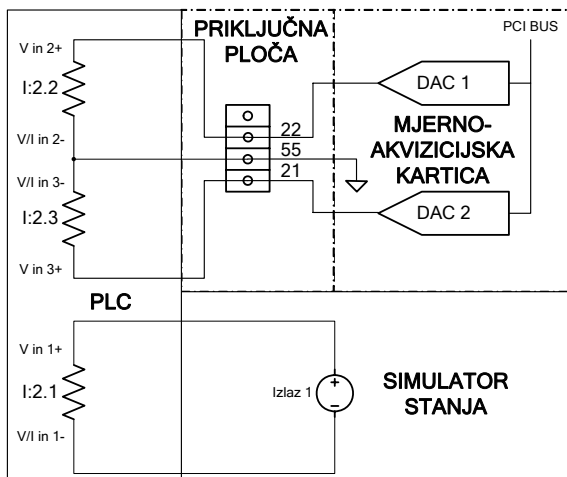 PRIKLJUČNA
PLOČA
PCI BUS
V in 2+
I:2.2
V/I in 2-
V/I in 3-
I:2.3
V in 3+
22
55
21
DAC 1
MJERNO-
AKVIZICIJSKA
KARTICA
DAC 2
PLC
V in 1+
I:2.1
V/I in 1-
Izlaz 1
+
−
SIMULATOR
STANJA